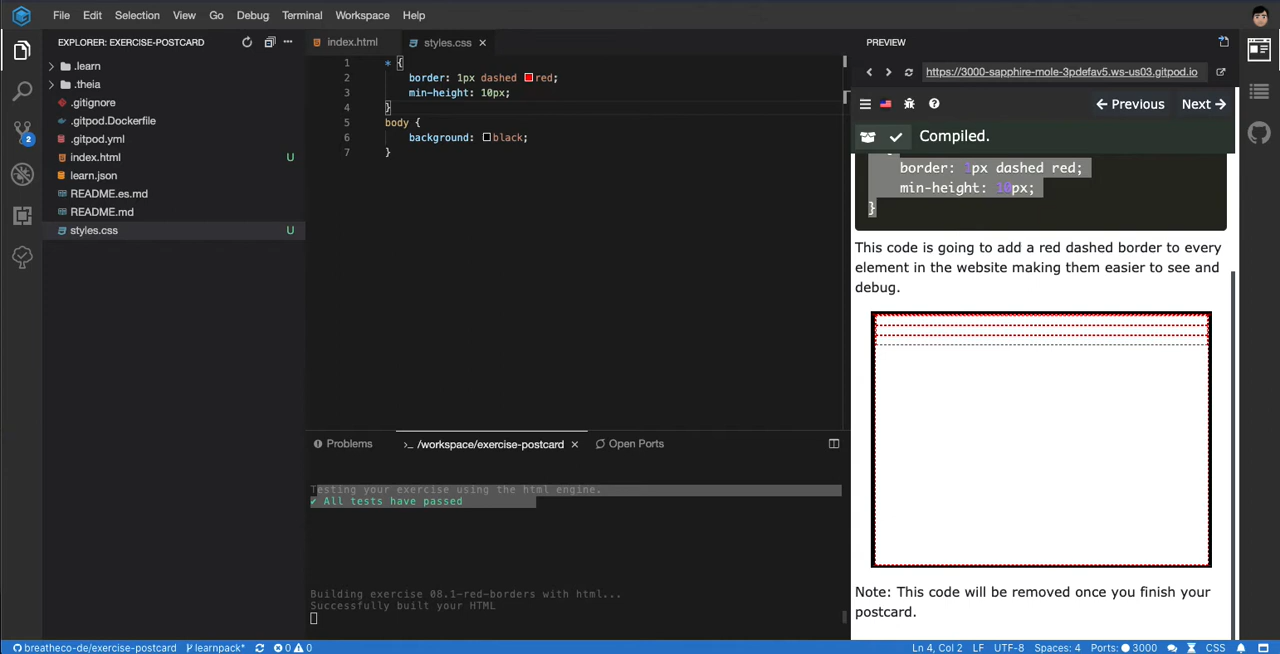 File Edit Selection View Go Debug Terminal Workspace Help
EXPLORER: EXERCISE-POSTCARD
.learn
.theia
.gitignore
.gitpod.Dockerfile
.gitpod.yml
index.html U
learn.json
README.es.md
README.md
styles.css U
2
index.html styles.css
1 * {
2 border: 1px dashed red;
3 min-height: 10px;
4 }
5 body {
6 background: black;
7 }
Problems >_ /workspace/exercise-postcard Open Ports
Testing your exercise using the html engine.
✔ All tests have passed
Building exercise 08.1-red-borders with html...
Successfully built your HTML
PREVIEW
https://3000-sapphire-mole-3pdefav5.ws-us03.gitpod.io
Previous Next
Compiled.
border: 1px dashed red;
min-height: 10px;
}
This code is going to add a red dashed border to every
element in the website making them easier to see and
debug.
Note: This code will be removed once you finish your
postcard.
breatheco-de/exercise-postcard learnpack* 0 0 Ln 4, Col 2 LF UTF-8 Spaces: 4 Ports: 3000 CSS